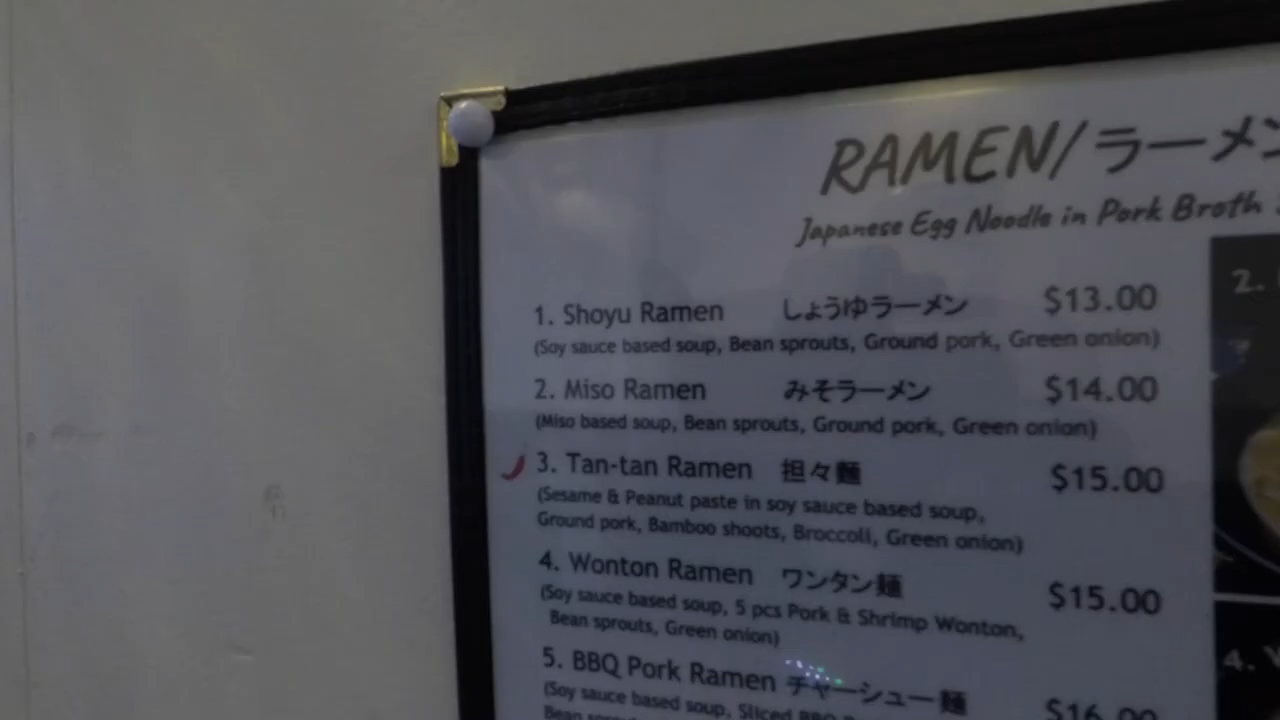 RAMEN/ラーメン
Japanese Egg Noodle in Pork Broth
2.
1. Shoyu Ramen しょうゆラーメン $13.00
(Soy sauce based soup, Bean sprouts, Ground pork, Green onion)
2. Miso Ramen みそラーメン $14.00
(Miso based soup, Bean sprouts, Ground pork, Green onion)
3. Tan-tan Ramen 担々麺 $15.00
(Sesame & Peanut paste in soy sauce based soup,
Ground pork, Bamboo shoots, Broccoli, Green onion)
4. Wonton Ramen ワンタン麺 $15.00
(Soy sauce based soup, 5 pcs Pork & Shrimp Wonton,
Bean sprouts, Green onion)
4.
5. BBQ Pork Ramen チャーシュー麺 $16.00
(Soy sauce based soup, Sliced BBQ
Bean